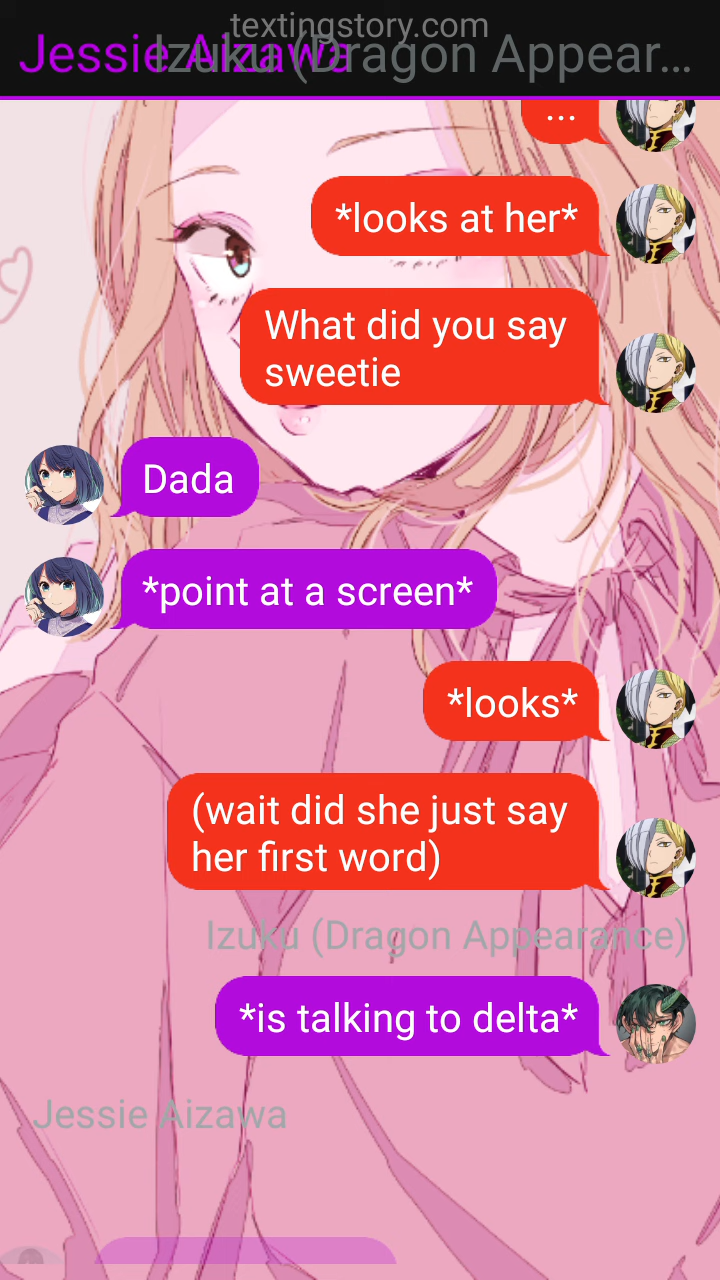 textingstory.com
Jessie Aizawa
Izuku (Dragon Appear...
...
*looks at her*
What did you say
sweetie
Dada
*point at a screen*
*looks*
(wait did she just say
her first word)
Izuku (Dragon Appearance)
*is talking to delta*
Jessie Aizawa